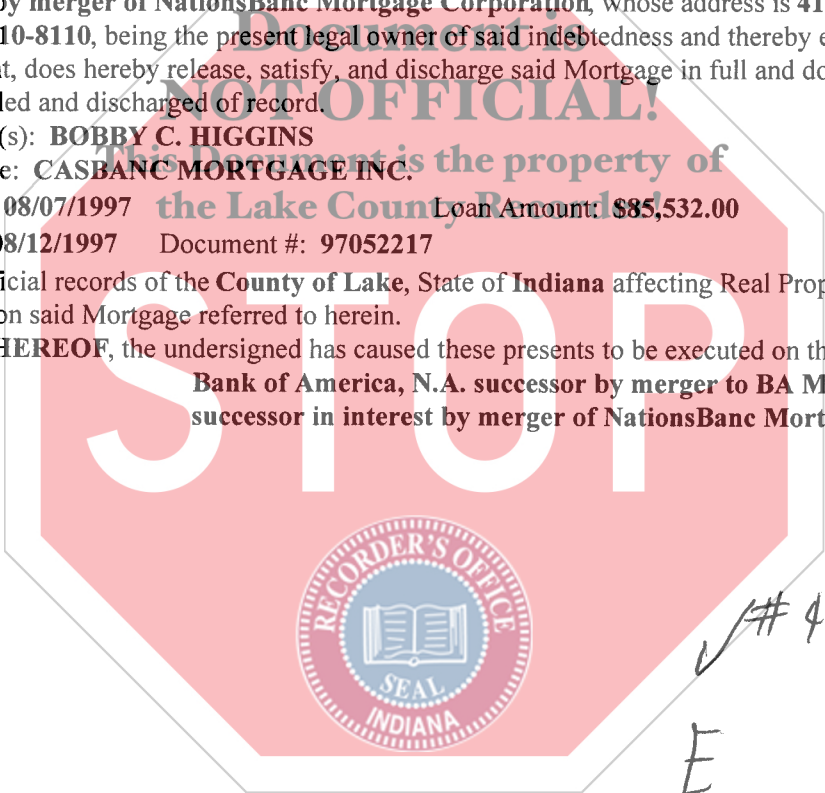 by merger of NationsBanc Mortgage Corporation, whose address is 41
10-8110, being the present legal owner of said indebtedness and thereby e
t, does hereby release, satisfy, and discharge said Mortgage in full and do
led and discharged of record.
(s): BOBBY C. HIGGINS
e: CASBANC MORTGAGE INC.
08/07/1997 Loan Amount: $85,532.00
08/12/1997 Document #: 97052217
icial records of the County of Lake, State of Indiana affecting Real Prop
on said Mortgage referred to herein.
HEREOF, the undersigned has caused these presents to be executed on th
Bank of America, N.A. successor by merger to BA M
successor in interest by merger of NationsBanc Mort
Document is
NOT OFFICIAL!
This Document is the property of
the Lake County Recorder!
STOP
RECORDER'S OFFICE
SEAL
INDIANA
#
E